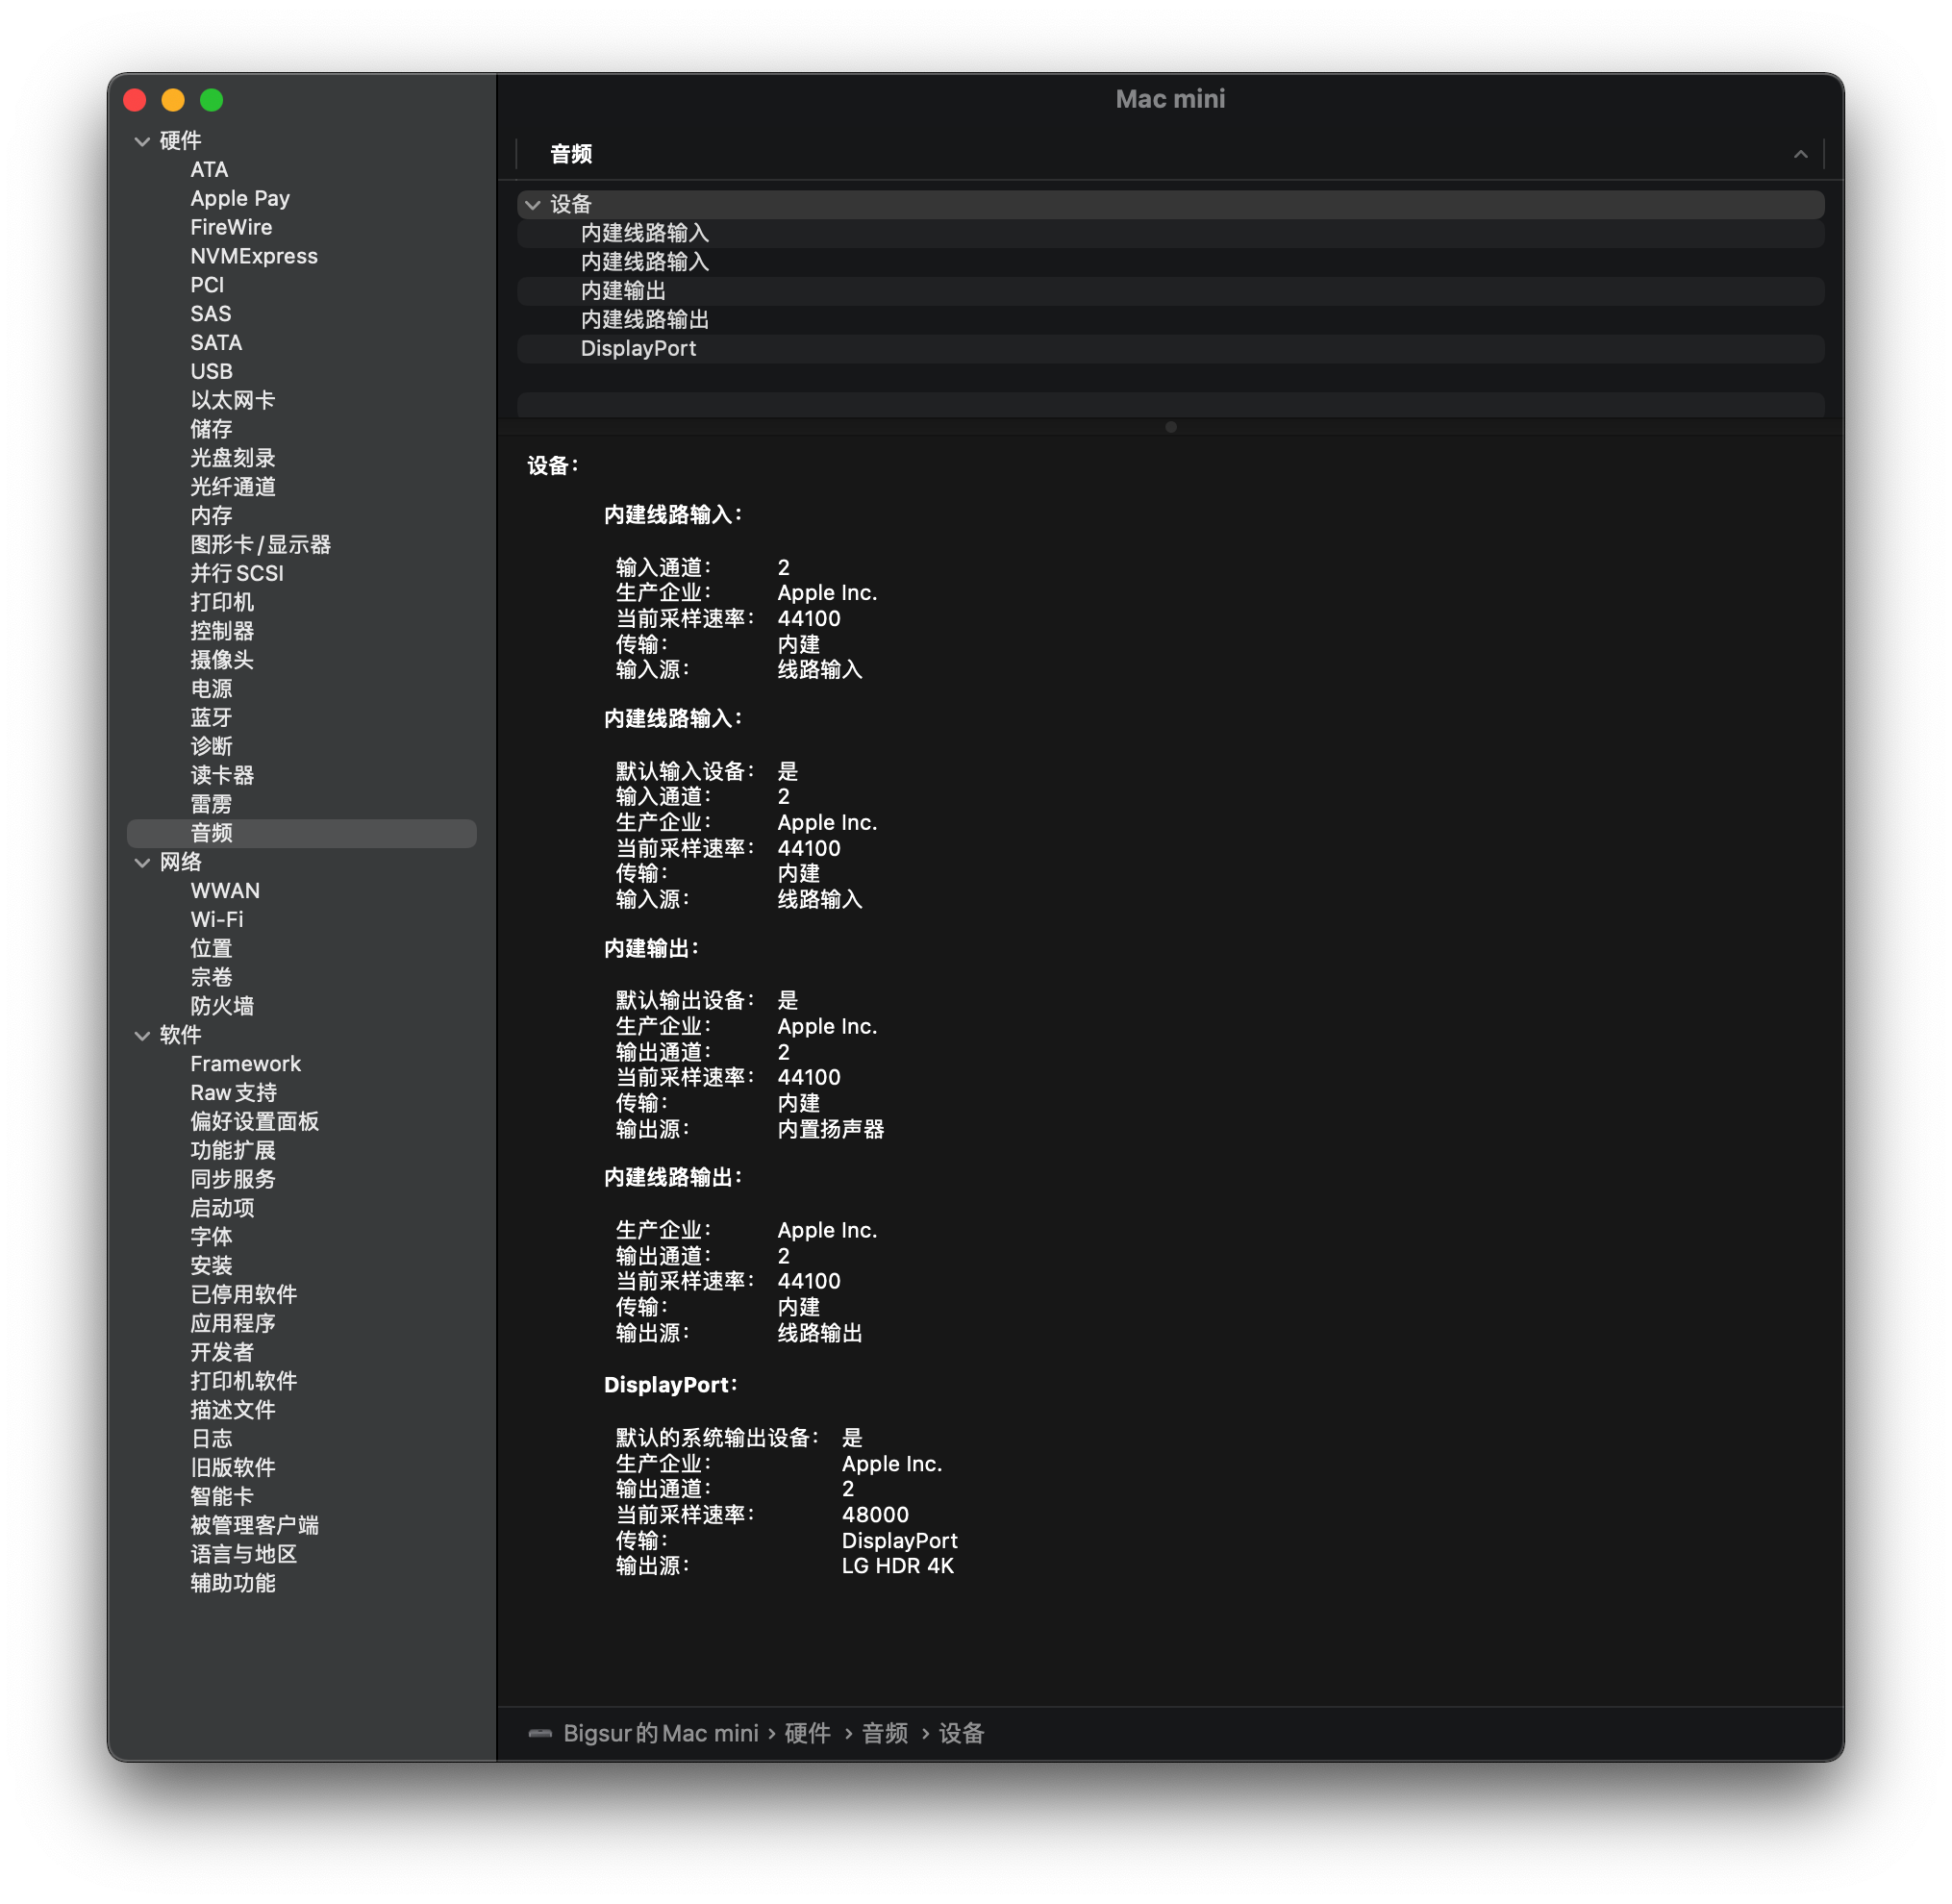 硬件
ATA
Apple Pay
FireWire
NVMExpress
PCI
SAS
SATA
USB
以太网卡
储存
光盘刻录
光纤通道
内存
图形卡/显示器
并行SCSI
打印机
控制器
摄像头
电源
蓝牙
诊断
读卡器
雷雳
音频
网络
WWAN
Wi-Fi
位置
宗卷
防火墙
软件
Framework
Raw支持
偏好设置面板
功能扩展
同步服务
启动项
字体
安装
已停用软件
应用程序
开发者
打印机软件
描述文件
日志
旧版软件
智能卡
被管理客户端
语言与地区
辅助功能
Mac mini
音频
设备
内建线路输入
内建线路输入
内建输出
内建线路输出
DisplayPort
设备：
内建线路输入：
输入通道： 2
生产企业： Apple Inc.
当前采样速率： 44100
传输： 内建
输入源： 线路输入
内建线路输入：
默认输入设备： 是
输入通道： 2
生产企业： Apple Inc.
当前采样速率： 44100
传输： 内建
输入源： 线路输入
内建输出：
默认输出设备： 是
生产企业： Apple Inc.
输出通道： 2
当前采样速率： 44100
传输： 内建
输出源： 内置扬声器
内建线路输出：
生产企业： Apple Inc.
输出通道： 2
当前采样速率： 44100
传输： 内建
输出源： 线路输出
DisplayPort：
默认的系统输出设备： 是
生产企业： Apple Inc.
输出通道： 2
当前采样速率： 48000
传输： DisplayPort
输出源： LG HDR 4K
Bigsur的Mac mini › 硬件 › 音频 › 设备